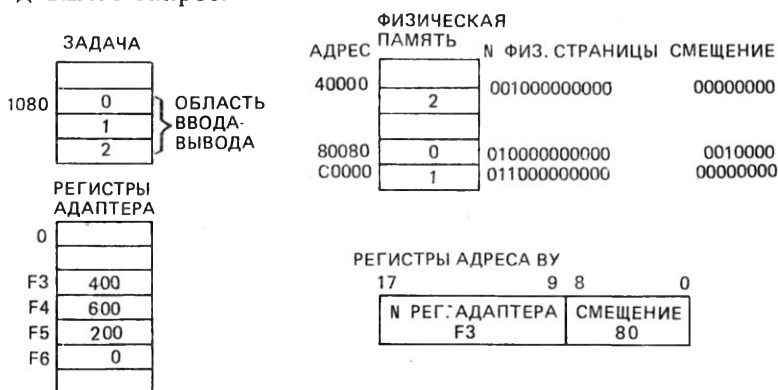 ЗАДАЧА
1080
0
1
2
ОБЛАСТЬ
ВВОДА-
ВЫВОДА
РЕГИСТРЫ
АДАПТЕРА
0
F3 400
F4 600
F5 200
F6 0
ФИЗИЧЕСКАЯ
АДРЕС ПАМЯТЬ N ФИЗ. СТРАНИЦЫ СМЕЩЕНИЕ
40000 001000000000 00000000
2
80080 0 010000000000 0010000
C0000 1 011000000000 00000000
РЕГИСТРЫ АДРЕСА ВУ
17 9 8 0
N РЕГ. АДАПТЕРА СМЕЩЕНИЕ
F3 80